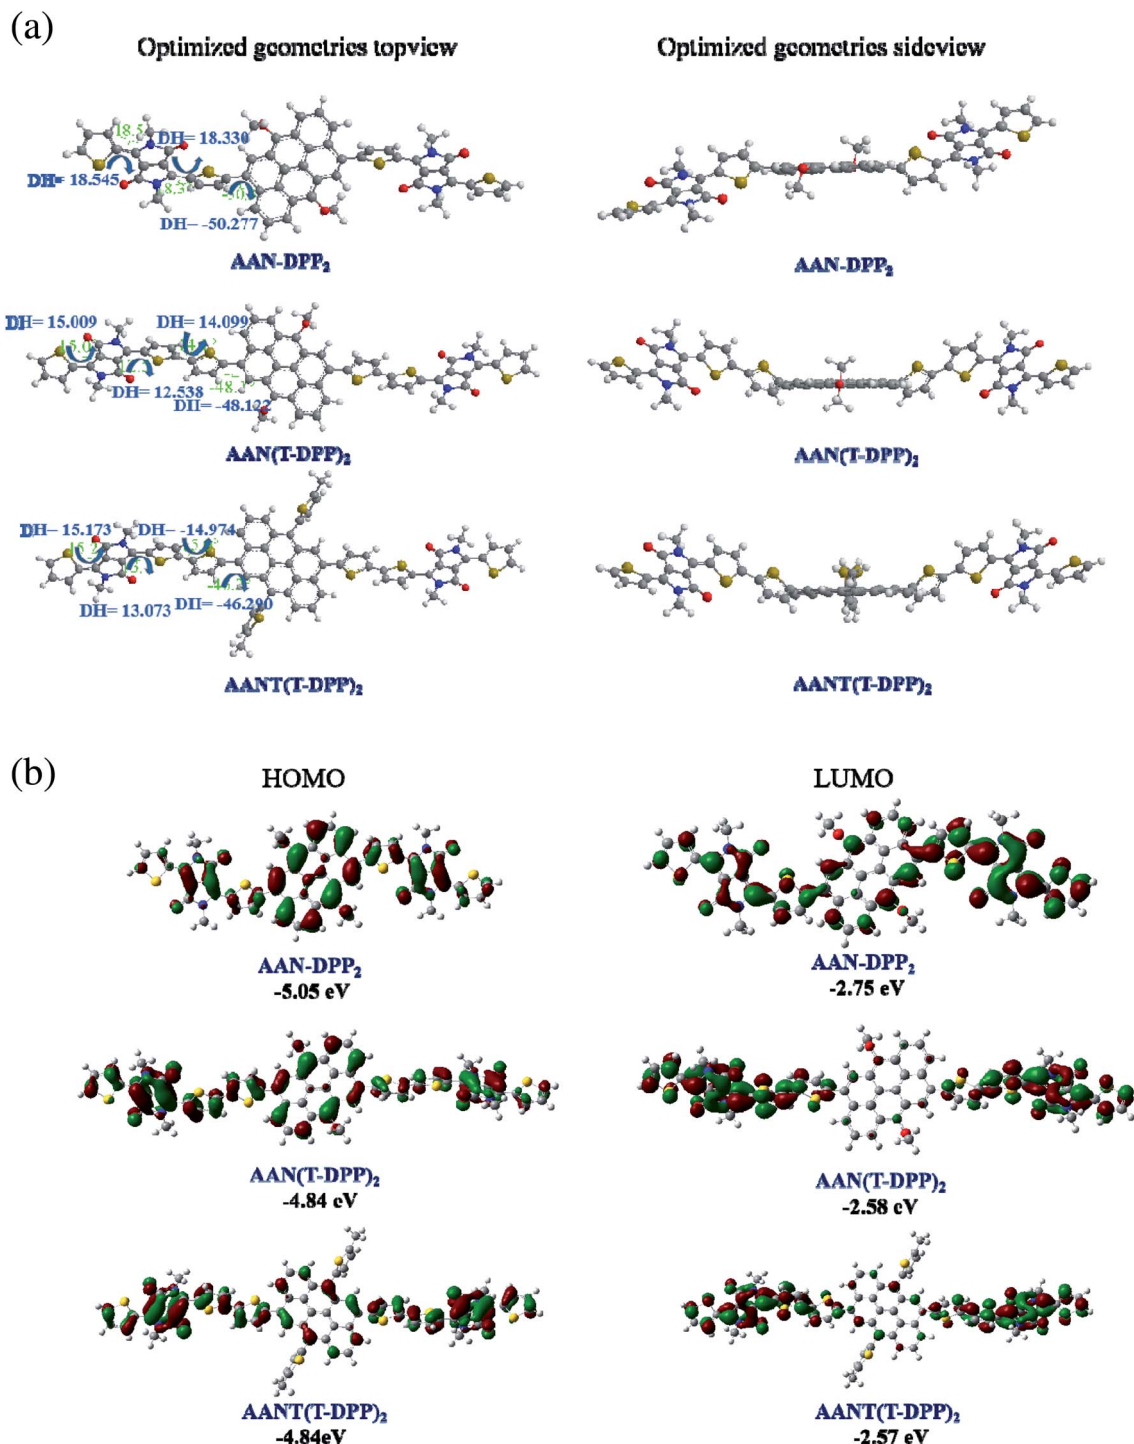 (a)
Optimized geometries topview
Optimized geometries sideview
18.5
DH= 18.330
DH= 18.545
DH= -50.277
AAN-DPP2
AAN-DPP2
DH= 15.009
DH= 14.099
DH= 12.538
DH= -48.122
AAN(T-DPP)2
AAN(T-DPP)2
DH= 15.173
DH= -14.974
DH= 13.073
DH= -46.290
AANT(T-DPP)2
AANT(T-DPP)2
(b)
HOMO
LUMO
AAN-DPP2
-5.05 eV
AAN-DPP2
-2.75 eV
AAN(T-DPP)2
-4.84 eV
AAN(T-DPP)2
-2.58 eV
AANT(T-DPP)2
-4.84eV
AANT(T-DPP)2
-2.57 eV